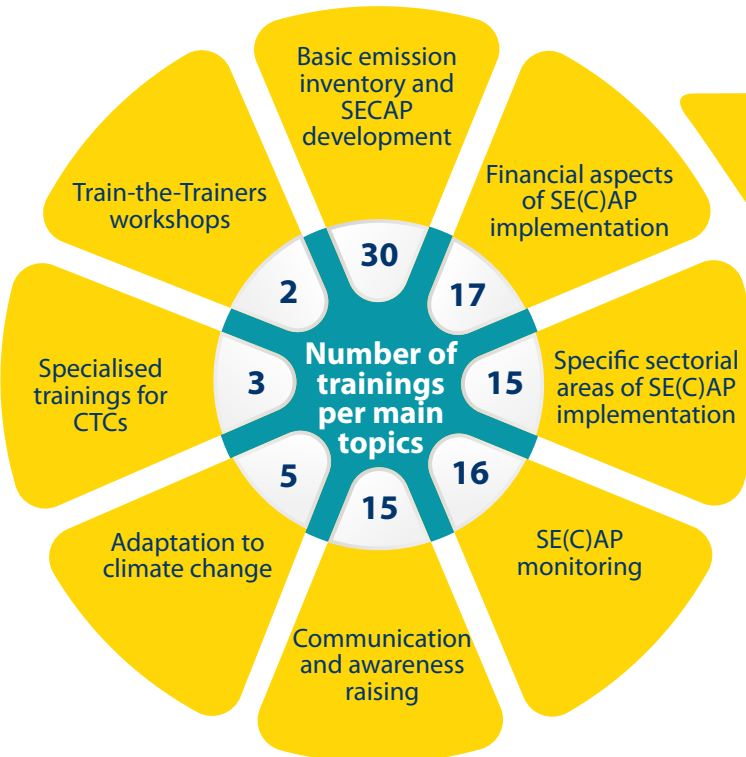 Basic emission
inventory and
SECAP
development
30
Financial aspects
of SE(C)AP
implementation
17
Specific sectorial
areas of SE(C)AP
implementation
15
SE(C)AP
monitoring
16
Communication
and awareness
raising
15
Adaptation to
climate change
5
Specialised
trainings for
CTCs
3
Train-the-Trainers
workshops
2
Number of
trainings
per main
topics